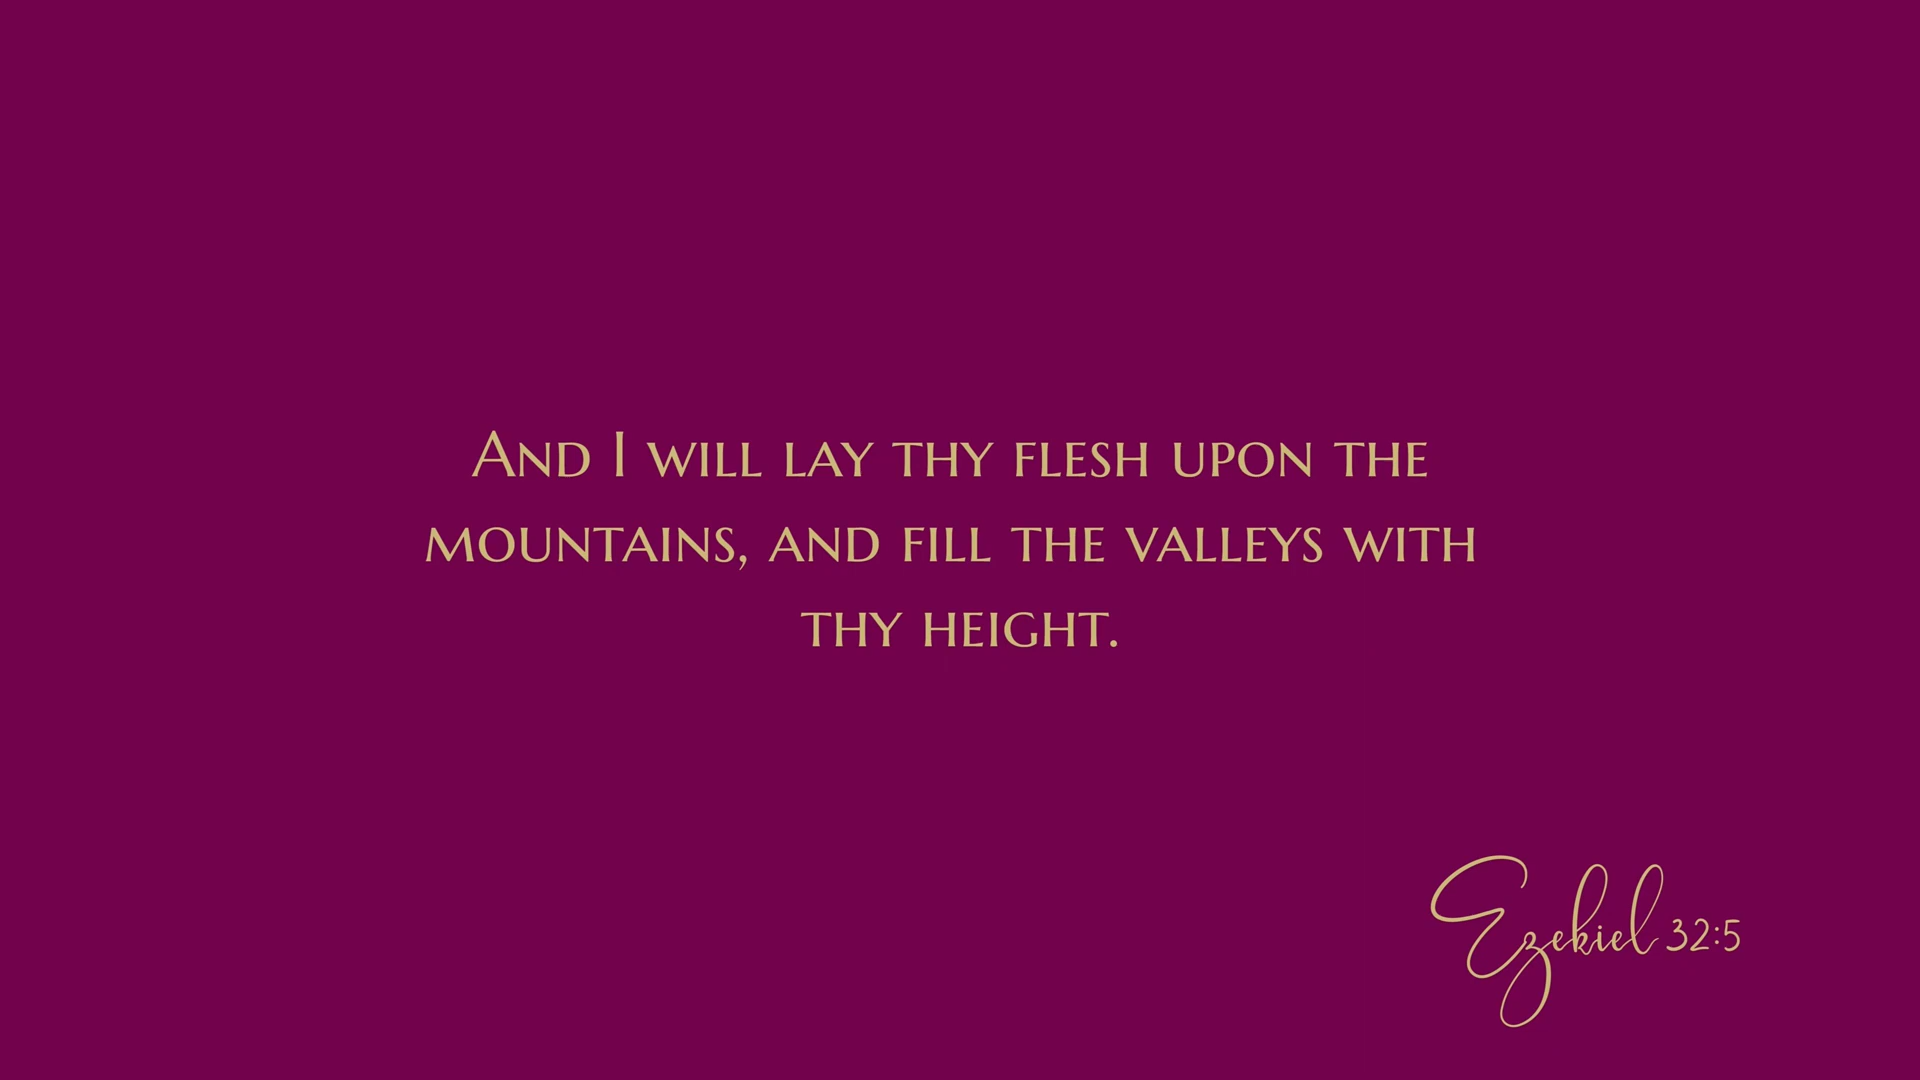 And I will lay thy flesh upon the
mountains, and fill the valleys with
thy height.
Ezekiel 32:5